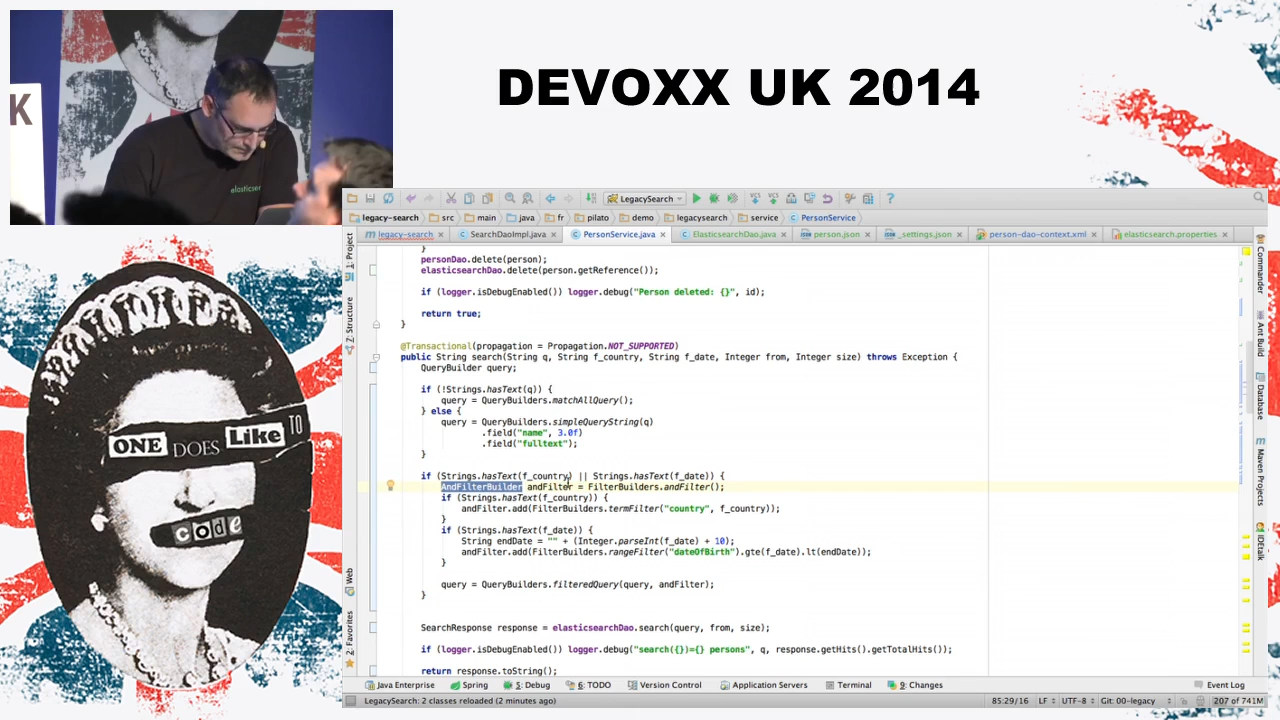 DEVOXX UK 2014
K
elasticsear
ONE DOES Like TO
code
LegacySearch
legacy-search src main java fr pilato demo legacysearch service PersonService
legacy-search SearchDaoImpl.java PersonService.java ElasticsearchDao.java person.json _settings.json person-dao-context.xml elasticsearch.properties
1: Project
7: Structure
Web
2: Favorites
}
personDao.delete(person);
elasticsearchDao.delete(person.getReference());
if (logger.isDebugEnabled()) logger.debug("Person deleted: {}", id);
return true;
}
@Transactional(propagation = Propagation.NOT_SUPPORTED)
public String search(String q, String f_country, String f_date, Integer from, Integer size) throws Exception {
QueryBuilder query;
if (!Strings.hasText(q)) {
query = QueryBuilders.matchAllQuery();
} else {
query = QueryBuilders.simpleQueryString(q)
.field("name", 3.0f)
.field("fulltext");
}
if (Strings.hasText(f_country) || Strings.hasText(f_date)) {
AndFilterBuilder andFilter = FilterBuilders.andFilter();
if (Strings.hasText(f_country)) {
andFilter.add(FilterBuilders.termFilter("country", f_country));
}
if (Strings.hasText(f_date)) {
String endDate = "" + (Integer.parseInt(f_date) + 10);
andFilter.add(FilterBuilders.rangeFilter("dateOfBirth").gte(f_date).lt(endDate));
}
query = QueryBuilders.filteredQuery(query, andFilter);
}
SearchResponse response = elasticsearchDao.search(query, from, size);
if (logger.isDebugEnabled()) logger.debug("search({})={} persons", q, response.getHits().getTotalHits());
return response.toString();
Commander
Ant Build
Database
Maven Projects
IDEtalk
Java Enterprise Spring 5: Debug 6: TODO Version Control Application Servers Terminal 9: Changes Event Log
LegacySearch: 2 classes reloaded (2 minutes ago) 85:29/16 LF UTF-8 Git: 00-legacy 207 of 741M